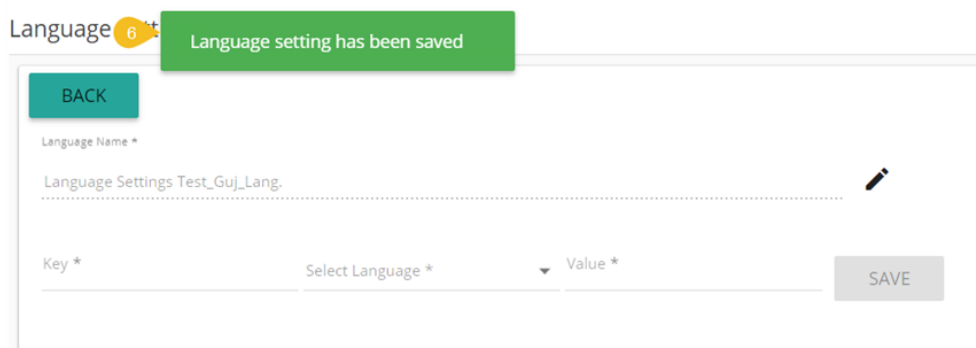 Language
6
Language setting has been saved
BACK
Language Name *
Language Settings Test_Guj_Lang.
Key *
Select Language *
Value *
SAVE